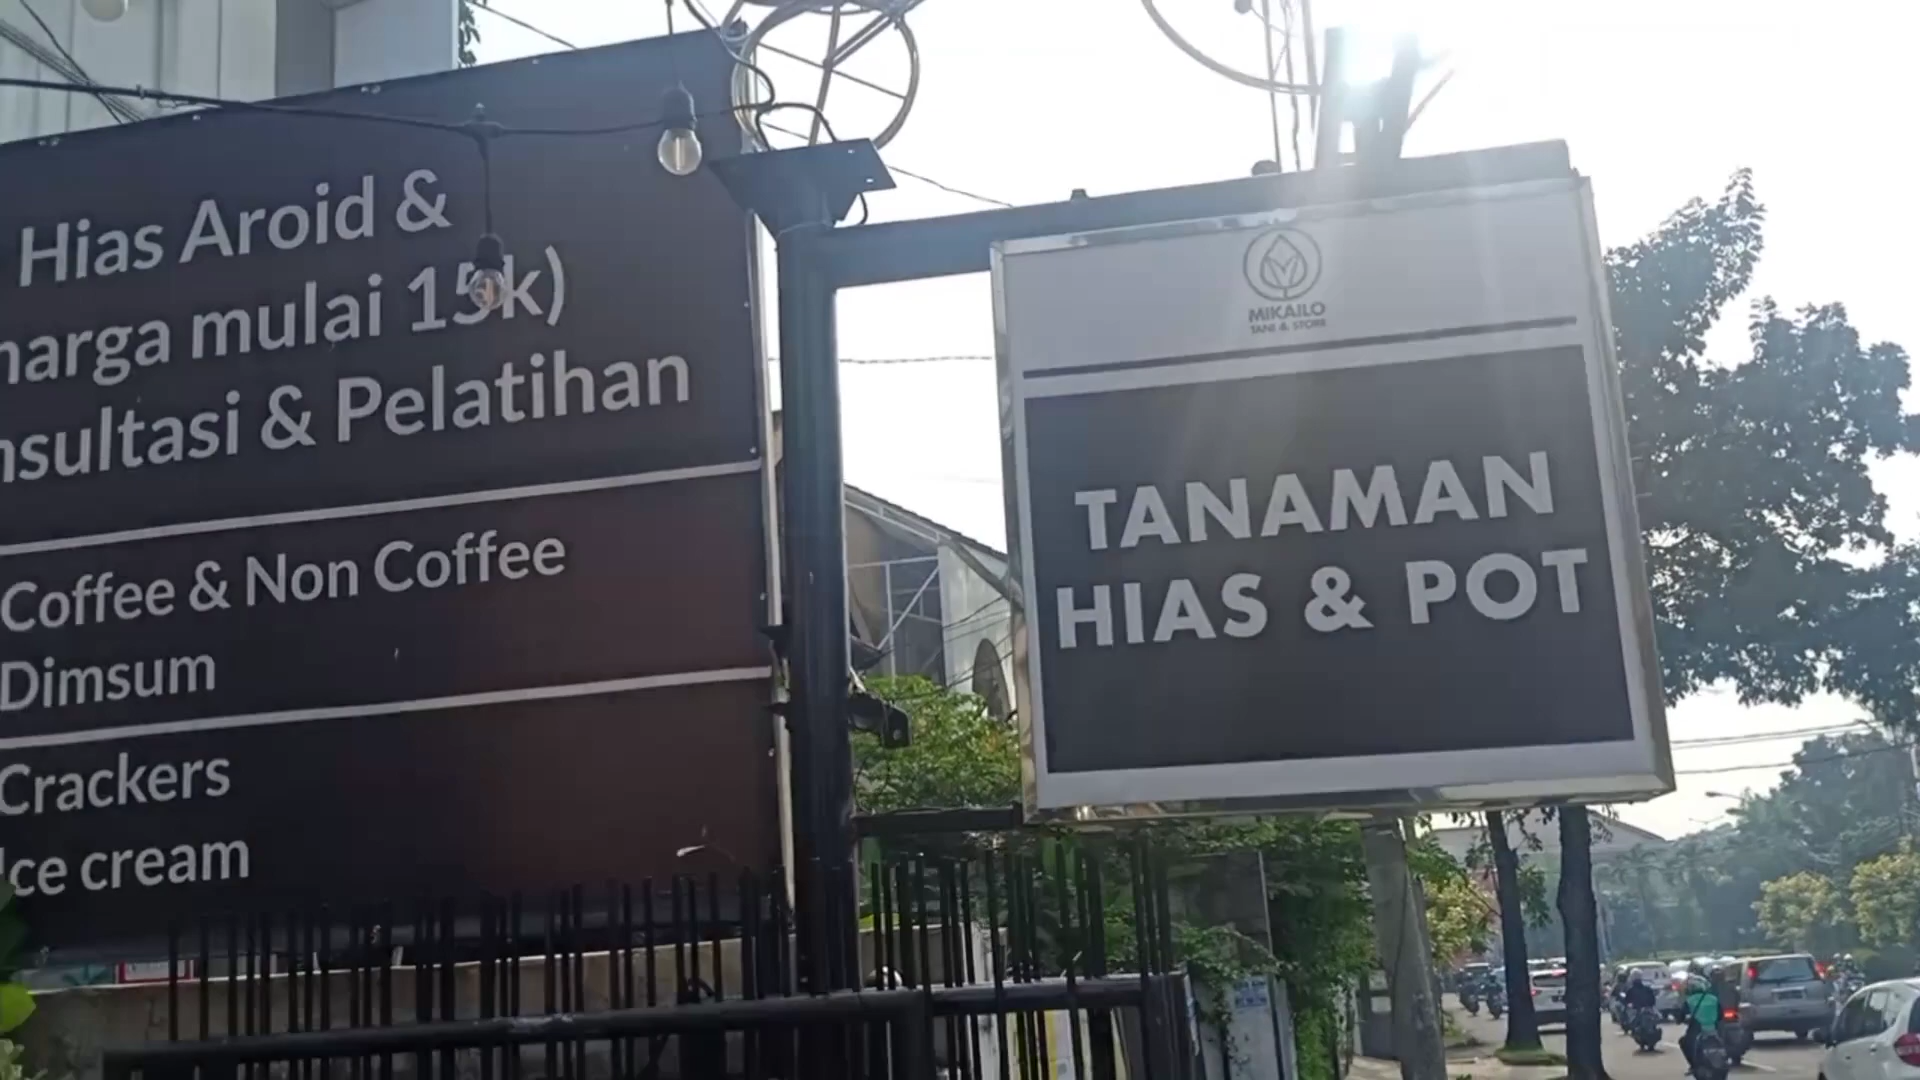 Hias Aroid &
harga mulai 15k)
nsultasi & Pelatihan
Coffee & Non Coffee
Dimsum
Crackers
Ice cream
MIKAILO
TANI & STORE
TANAMAN
HIAS & POT